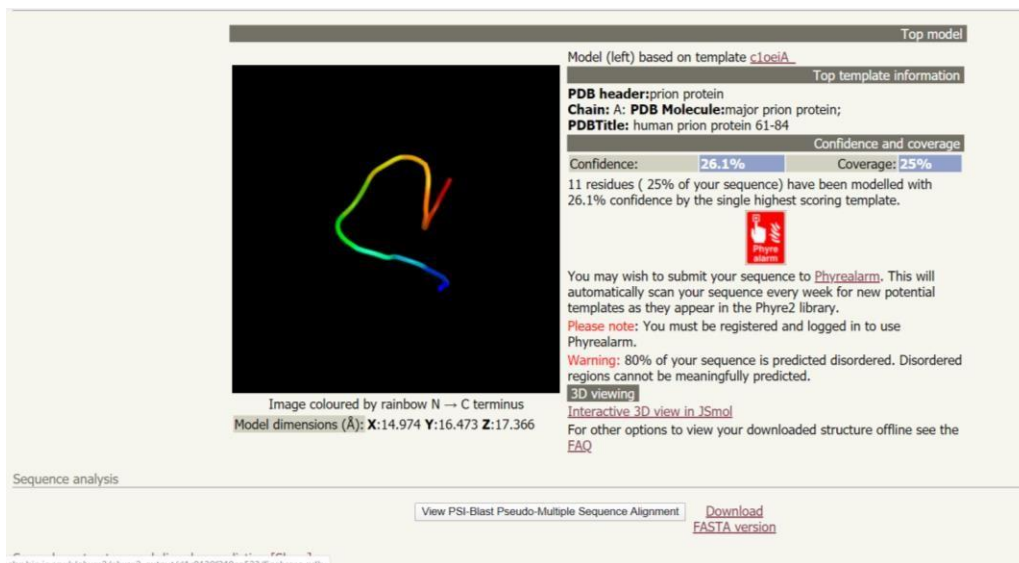 Top model
Model (left) based on template c1oeiA_
Top template information
PDB header:prion protein
Chain: A: PDB Molecule:major prion protein;
PDBTitle: human prion protein 61-84
Confidence and coverage
Confidence: 26.1% Coverage: 25%
11 residues ( 25% of your sequence) have been modelled with
26.1% confidence by the single highest scoring template.
Phyre
alarm
You may wish to submit your sequence to Phyrealarm. This will
automatically scan your sequence every week for new potential
templates as they appear in the Phyre2 library.
Please note: You must be registered and logged in to use
Phyrealarm.
Warning: 80% of your sequence is predicted disordered. Disordered
regions cannot be meaningfully predicted.
3D viewing
Interactive 3D view in JSmol
For other options to view your downloaded structure offline see the
FAQ
Image coloured by rainbow N → C terminus
Model dimensions (Å): X:14.974 Y:16.473 Z:17.366
Sequence analysis
View PSI-Blast Pseudo-Multiple Sequence Alignment
Download
FASTA version